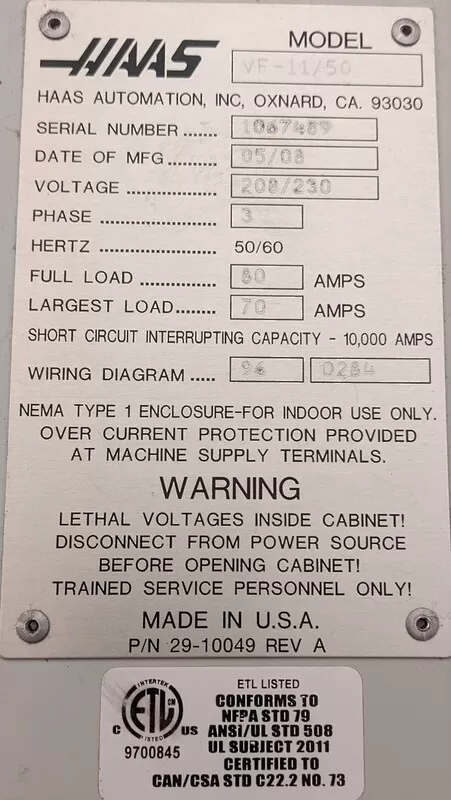 HAAS
MODEL
VF-11/50
HAAS AUTOMATION, INC, OXNARD, CA. 93030
SERIAL NUMBER ....... 1067489
DATE OF MFG ......... 05/08
VOLTAGE ............. 208/230
PHASE ................ 3
HERTZ ................ 50/60
FULL LOAD .............. 80 AMPS
LARGEST LOAD........ 70 AMPS
SHORT CIRCUIT INTERRUPTING CAPACITY - 10,000 AMPS
WIRING DIAGRAM ..... 96 0284
NEMA TYPE 1 ENCLOSURE-FOR INDOOR USE ONLY.
OVER CURRENT PROTECTION PROVIDED
AT MACHINE SUPPLY TERMINALS.
WARNING
LETHAL VOLTAGES INSIDE CABINET!
DISCONNECT FROM POWER SOURCE
BEFORE OPENING CABINET!
TRAINED SERVICE PERSONNEL ONLY!
MADE IN U.S.A.
P/N 29-10049 REV A
INTERTEK
ETL CM
LISTED
C US
9700845
ETL LISTED
CONFORMS TO
NFPA STD 79
ANSI/UL STD 508
UL SUBJECT 2011
CERTIFIED TO
CAN/CSA STD C22.2 NO. 73